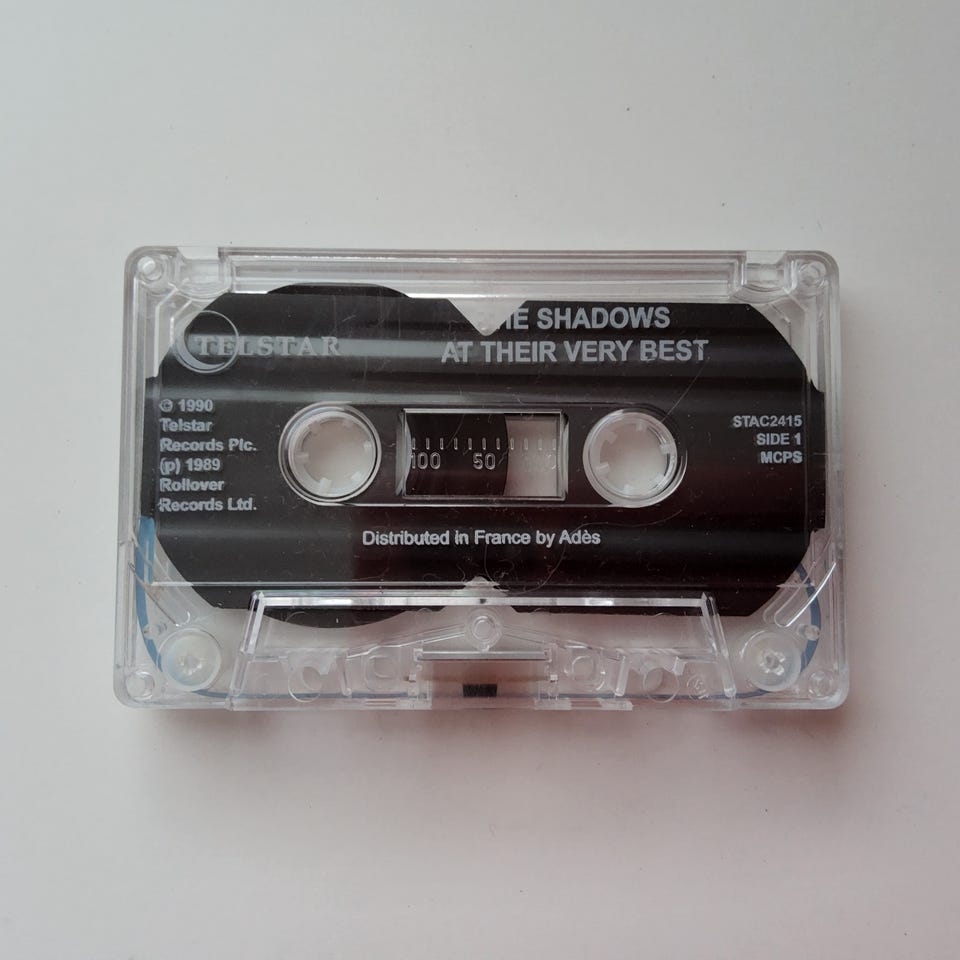 TELSTAR
THE SHADOWS
AT THEIR VERY BEST
© 1990
Telstar
Records Plc.
(p) 1989
Rollover
Records Ltd.
STAC2415
SIDE 1
MCPS
100 50
Distributed in France by Adès